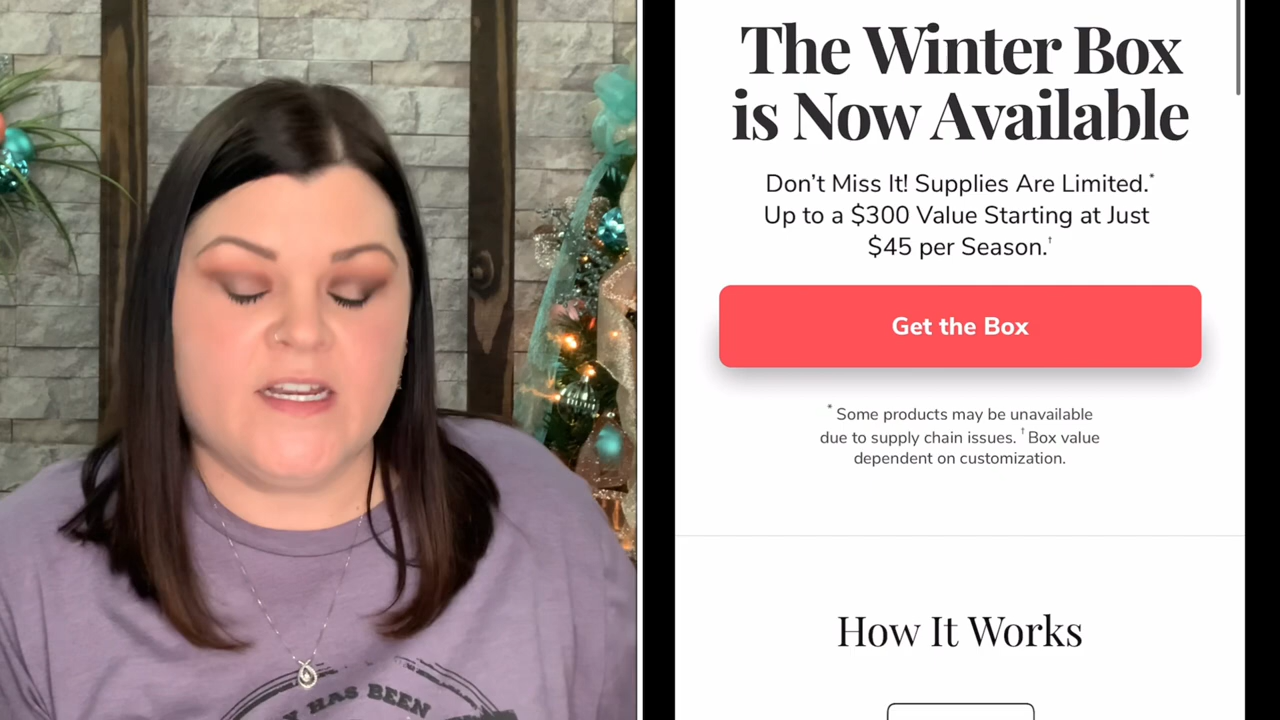 The Winter Box
is Now Available
Don’t Miss It! Supplies Are Limited.*
Up to a $300 Value Starting at Just
$45 per Season.†
Get the Box
* Some products may be unavailable
due to supply chain issues. † Box value
dependent on customization.
How It Works
HAS BEEN